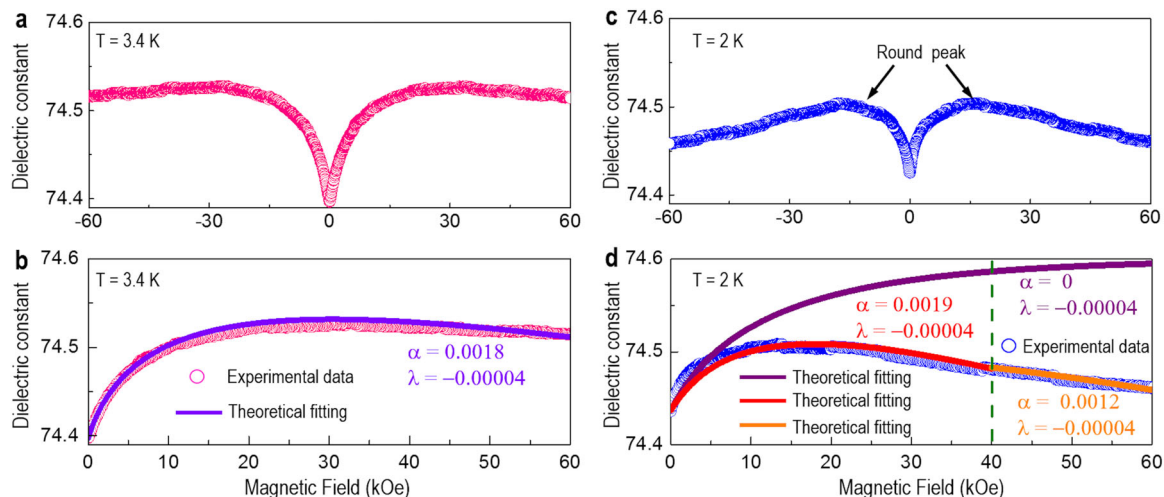 a
74.6
T = 3.4 K
74.5
74.4
Dielectric constant
-60 -30 0 30 60
b
74.6
T = 3.4 K
74.5
74.4
Dielectric constant
α = 0.0018
λ = −0.00004
Experimental data
Theoretical fitting
0 10 20 30 40 50 60
Magnetic Field (kOe)
c
74.6
T = 2 K
Round peak
74.5
74.4
Dielectric constant
-60 -30 0 30 60
d
74.6
T = 2 K
74.5
74.4
Dielectric constant
α = 0
λ = −0.00004
α = 0.0019
λ = −0.00004
Experimental data
Theoretical fitting
Theoretical fitting
Theoretical fitting
α = 0.0012
λ = −0.00004
0 10 20 30 40 50 60
Magnetic Field (kOe)